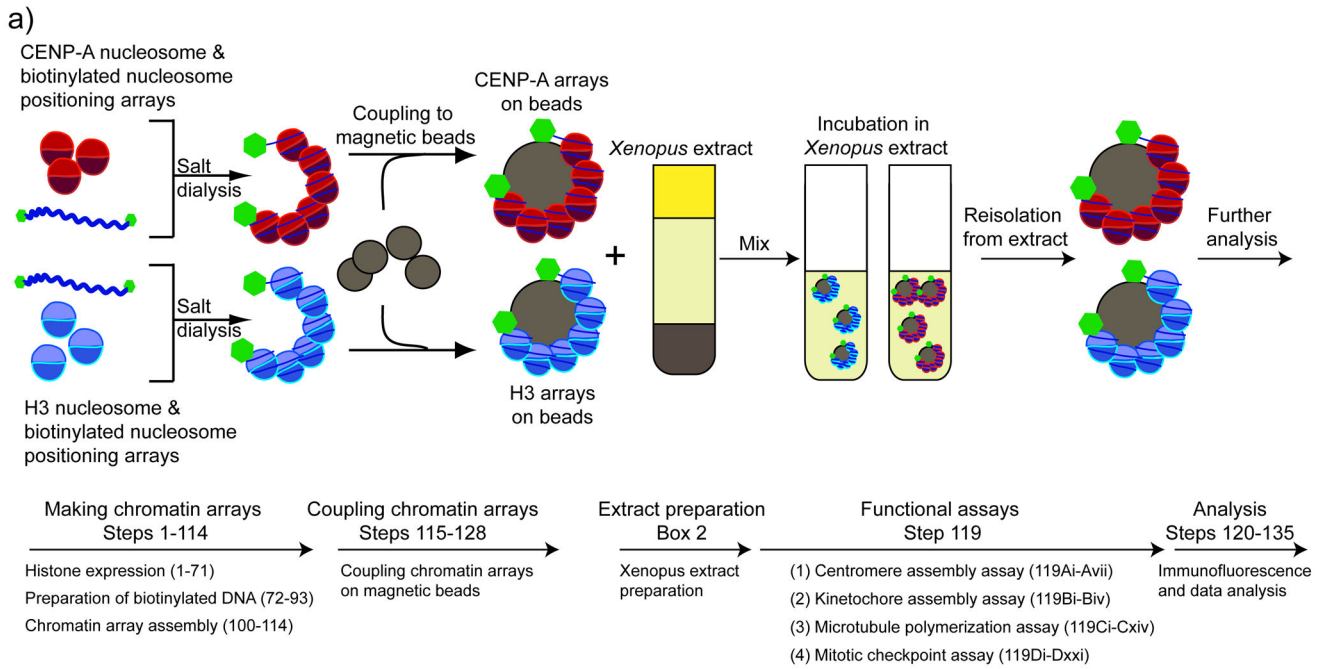 a)
CENP-A nucleosome &
biotinylated nucleosome
positioning arrays
Salt
dialysis
Coupling to
magnetic beads
CENP-A arrays
on beads
Xenopus extract
Mix
Incubation in
Xenopus extract
Reisolation
from extract
Further
analysis
+
Salt
dialysis
H3 nucleosome &
biotinylated nucleosome
positioning arrays
H3 arrays
on beads
Making chromatin arrays
Steps 1-114
Histone expression (1-71)
Preparation of biotinylated DNA (72-93)
Chromatin array assembly (100-114)
Coupling chromatin arrays
Steps 115-128
Coupling chromatin arrays
on magnetic beads
Extract preparation
Box 2
Xenopus extract
preparation
Functional assays
Step 119
(1) Centromere assembly assay (119Ai-Avii)
(2) Kinetochore assembly assay (119Bi-Biv)
(3) Microtubule polymerization assay (119Ci-Cxiv)
(4) Mitotic checkpoint assay (119Di-Dxxi)
Analysis
Steps 120-135
Immunofluorescence
and data analysis